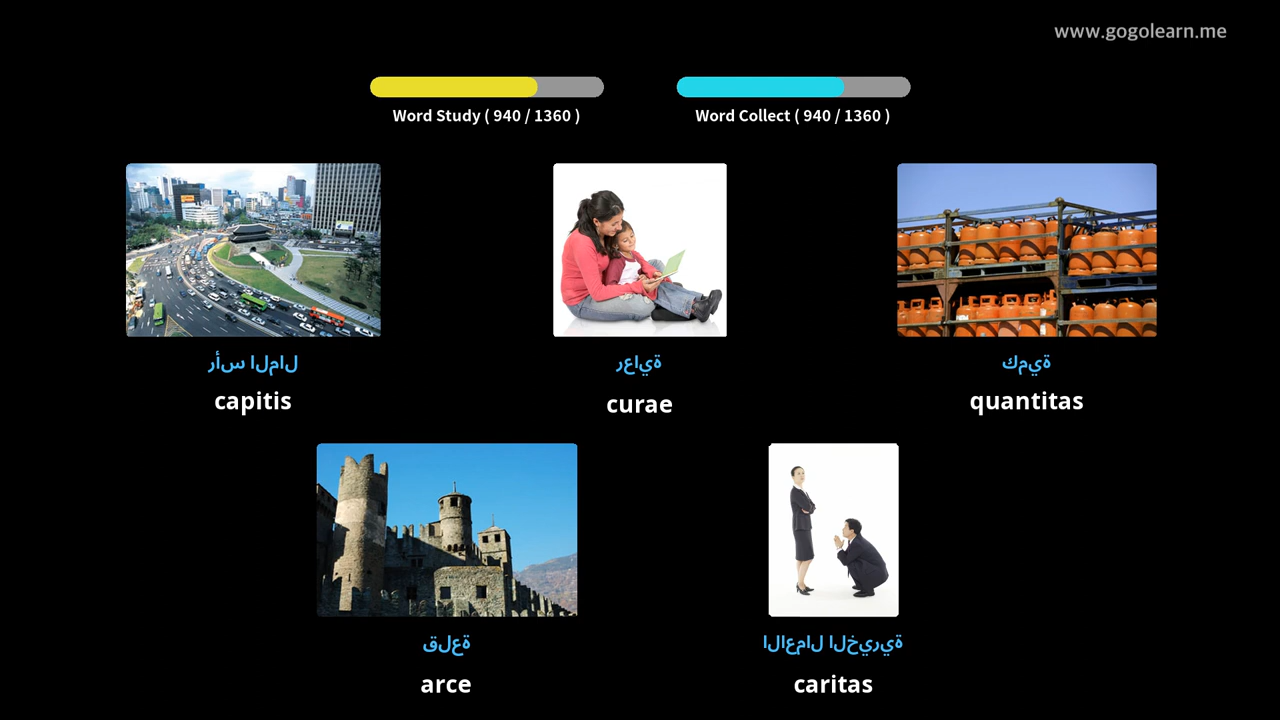 www.gogolearn.me
Word Study ( 940 / 1360 )
Word Collect ( 940 / 1360 )
رأس المال
capitis
رعاية
curae
كمية
quantitas
قلعة
arce
الاعمال الخيرية
caritas